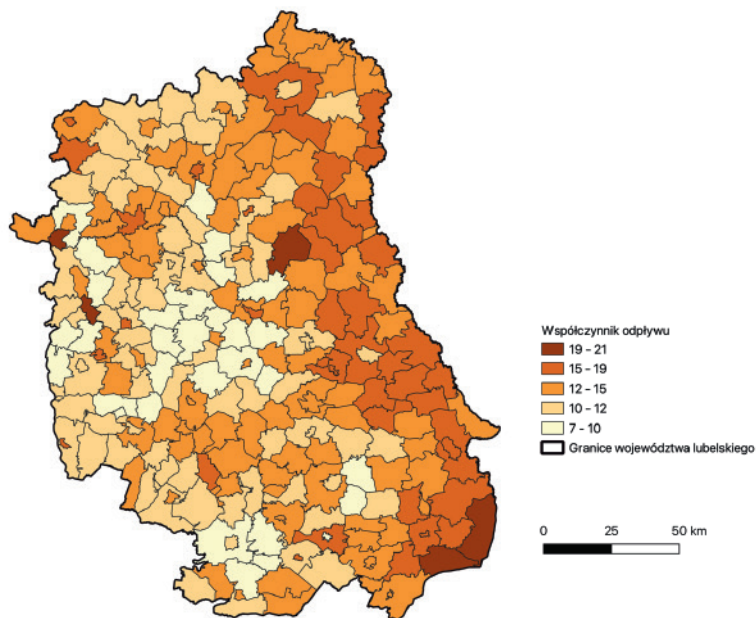 Współczynnik odpływu
19 – 21
15 – 19
12 – 15
10 – 12
7 – 10
Granice województwa lubelskiego
0 25 50 km